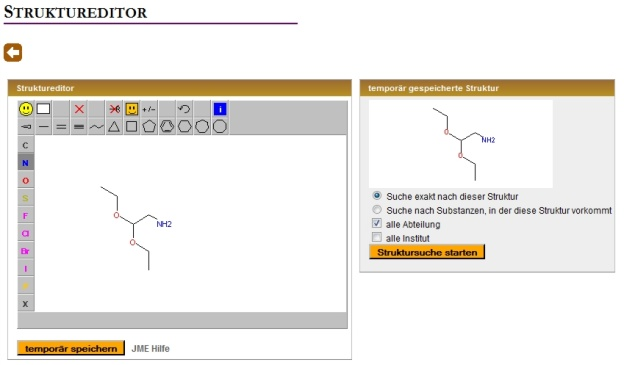 STRUKTUREDITOR
Struktureditor
+/-
i
C
N
O
S
F
Cl
Br
I
P
X
O
O
NH2
temporär speichern JME Hilfe
temporär gespeicherte Struktur
O
O
NH2
Suche exakt nach dieser Struktur
Suche nach Substanzen, in der diese Struktur vorkommt
alle Abteilung
alle Institut
Struktursuche starten